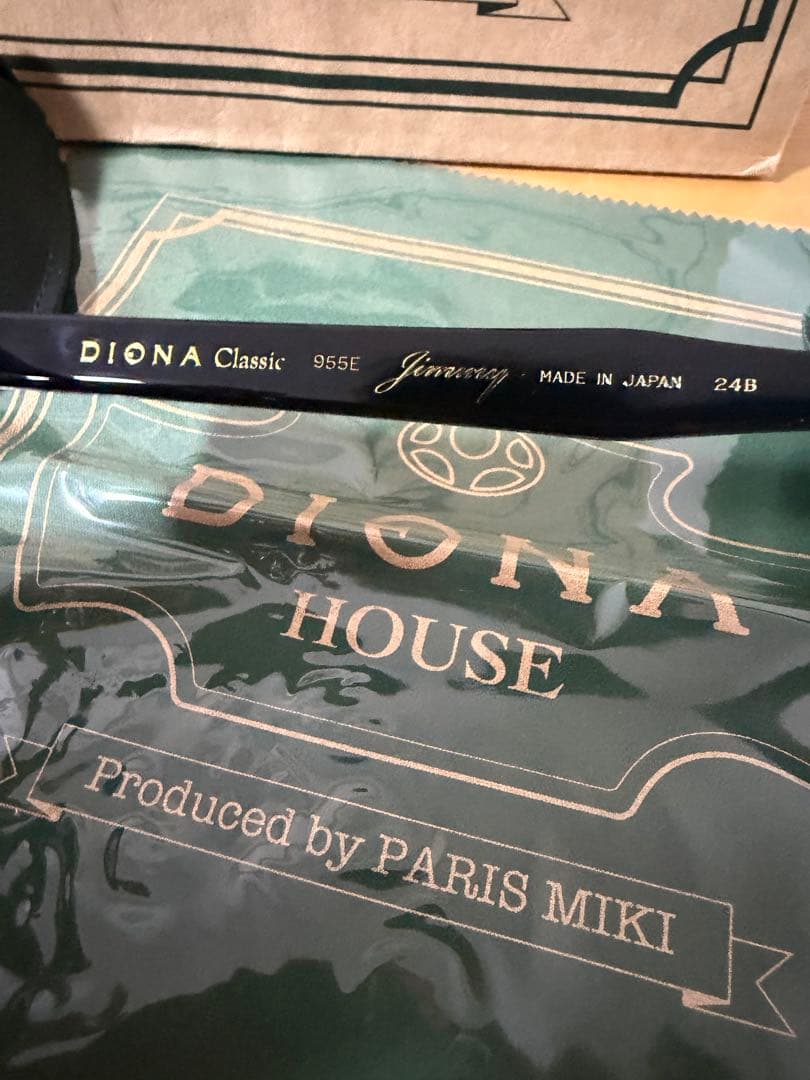 DIONA Classic 955E Jimmy MADE IN JAPAN 24B
DIONA
HOUSE
Produced by PARIS MIKI